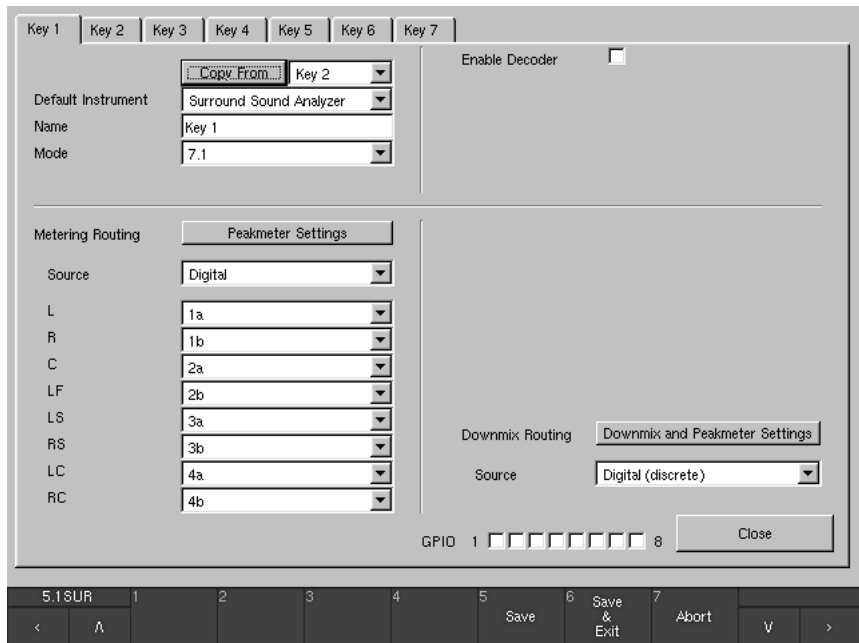 Key 1 Key 2 Key 3 Key 4 Key 5 Key 6 Key 7
Copy From Key 2
Default Instrument Surround Sound Analyzer
Name Key 1
Mode 7.1
Enable Decoder
Metering Routing Peakmeter Settings
Source Digital
L 1a
R 1b
C 2a
LF 2b
LS 3a
RS 3b
LC 4a
RC 4b
Downmix Routing Downmix and Peakmeter Settings
Source Digital (discrete)
GPIO 1 8
Close
5.1SUR
< Λ
1 2 3 4
5 Save
6 Save & Exit
7 Abort
V >